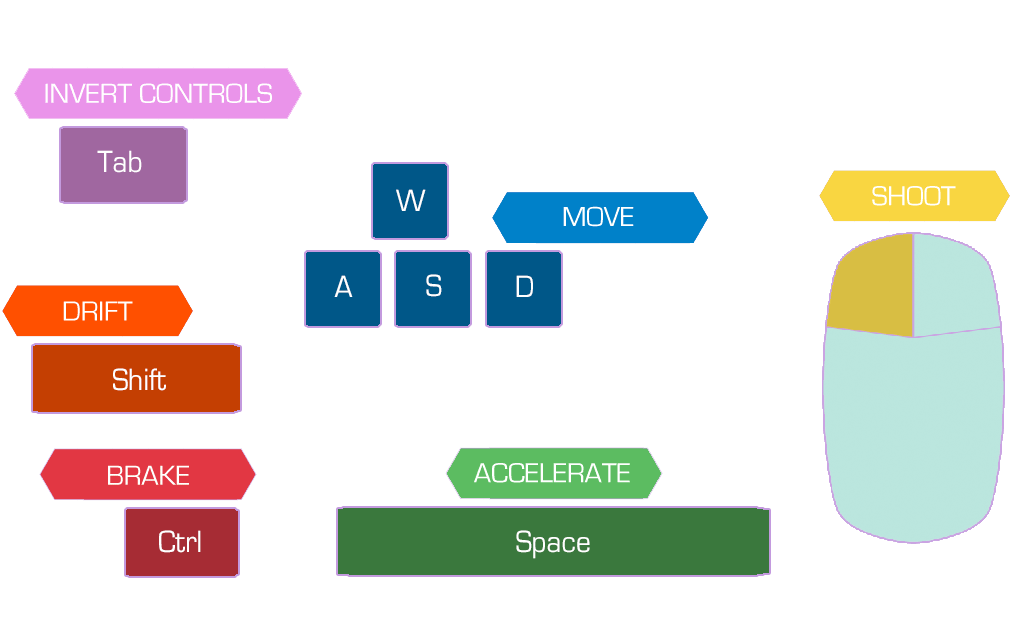 INVERT CONTROLS
Tab
W
MOVE
SHOOT
A S D
DRIFT
Shift
BRAKE
ACCELERATE
Ctrl
Space